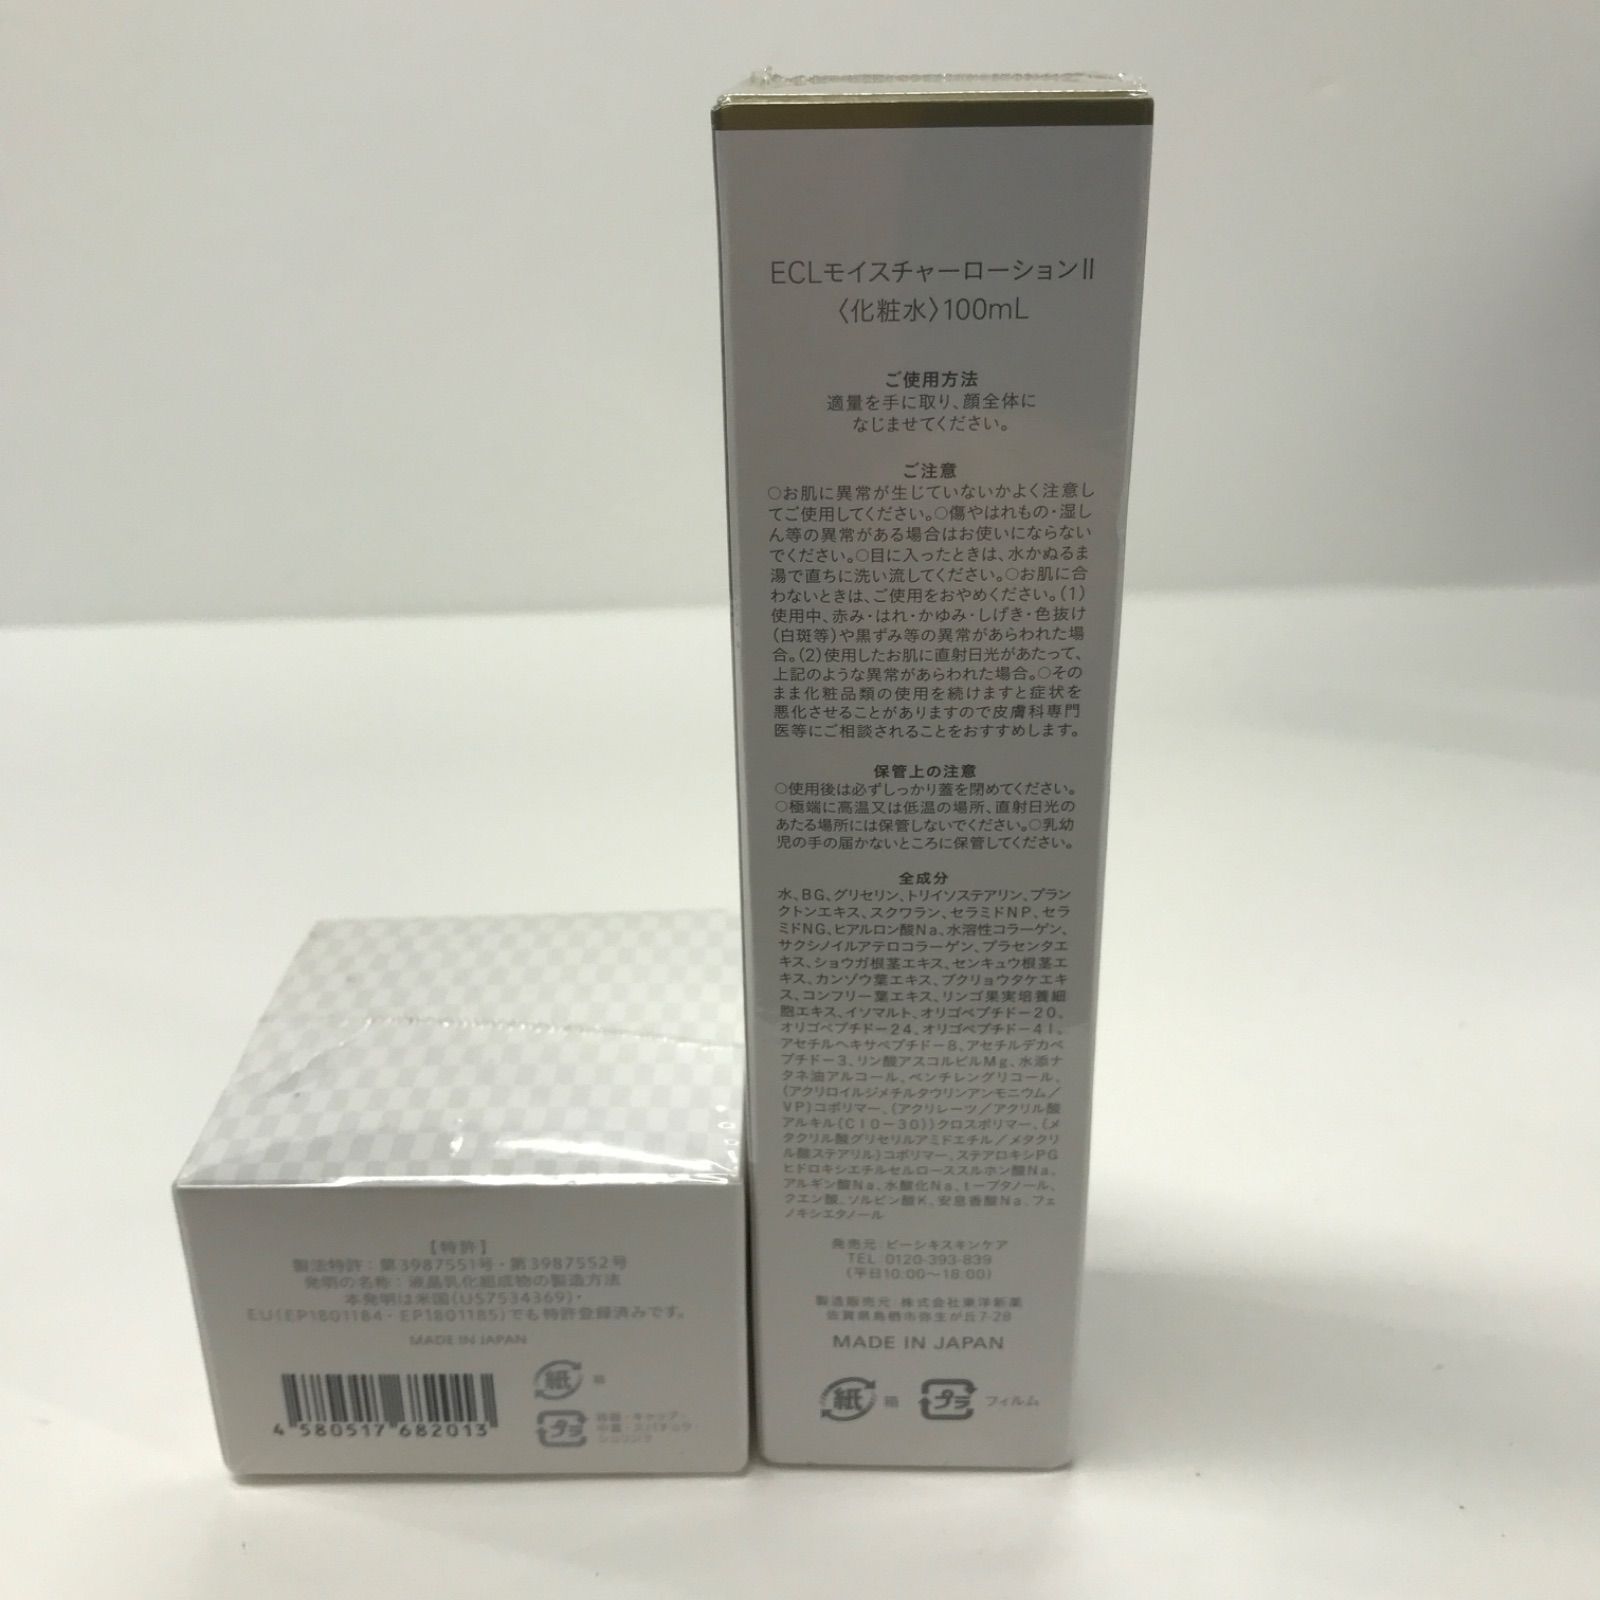 ECLモイスチャーローションII
〈化粧水〉100mL
ご使用方法
適量を手に取り、顔全体に
なじませてください。
ご注意
○お肌に異常が生じていないかよく注意し
てご使用してください。○傷やはれもの・湿し
ん等の異常がある場合はお使いにならない
でください。○目に入ったときは、水かぬるま
湯で直ちに洗い流してください。○お肌に合
わないときは、ご使用をおやめください。(1)
使用中、赤み・はれ・かゆみ・しげき・色抜け
(白斑等)や黒ずみ等の異常があらわれた場
合。(2)使用したお肌に直射日光があたって、
上記のような異常があらわれた場合。○その
まま化粧品類の使用を続けますと症状を
悪化させることがありますので皮膚科専門
医等にご相談されることをおすすめします。
保管上の注意
○使用後は必ずしっかり蓋を閉めてください。
○極端に高温又は低温の場所、直射日光の
あたる場所には保管しないでください。○乳幼
児の手の届かないところに保管してください。
全成分
水、BG、グリセリン、トリイソステアリン、プラン
クトンエキス、スクワラン、セラミドNP、セラ
ミドNG、ヒアルロン酸Na、水溶性コラーゲン、
サクシノイルアテロコラーゲン、プラセンタエ
キス、ショウガ根茎エキス、センキュウ根茎エ
キス、カンゾウ葉エキス、ブクリョウタケエキ
ス、コンフリー葉エキス、リンゴ果実培養細
胞エキス、イソマルト、オリゴペプチド-20、
オリゴペプチド-24、オリゴペプチド-41、
アセチルヘキサペプチド-8、アセチルデカペ
プチド-3、リン酸アスコルビルMg、水添ナ
タネ油アルコール、ペンチレングリコール、
(アクリロイルジメチルタウリンアンモニウム/
VP)コポリマー、(アクリレーツ/アクリル酸
アルキル(C10-30))クロスポリマー、(メ
タクリル酸グリセリルアミドエチル/メタクリ
ル酸ステアリル)コポリマー、ステアロキシPG
ヒドロキシエチルセルローススルホン酸Na、
アルギン酸Na、水酸化Na、t-ブタノール、
クエン酸、ソルビン酸K、安息香酸Na、フェ
ノキシエタノール
発売元:ビーシキスキンケア
TEL:0120-393-839
(平日10:00〜18:00)
製造販売元:株式会社東洋新薬
佐賀県鳥栖市弥生が丘7-28
MADE IN JAPAN
紙 箱 プラ フィルム
【特許】
製法特許:第3987551号・第3987552号
発明の名称:液晶乳化組成物の製造方法
本発明は米国(US7534369)・
EU(EP1801184・EP1801185)でも特許登録済みです。
MADE IN JAPAN
紙 箱
4 580517 682013
プラ 容器・キャップ・
中蓋・スパチュラ・
シュリンク